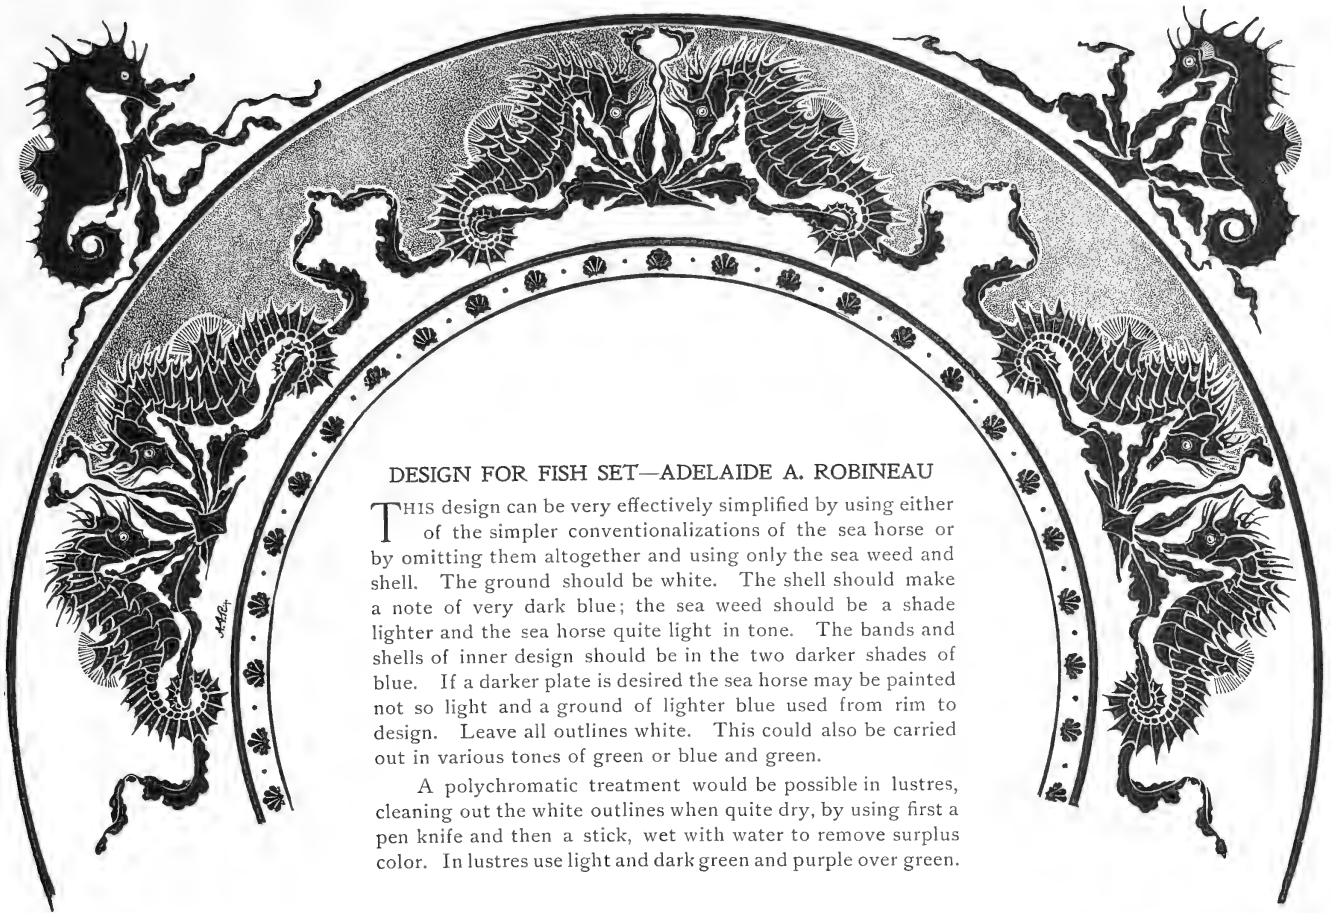 DESIGN FOR FISH SET—ADELAIDE A. ROBINEAU
THIS design can be very effectively simplified by using either
of the simpler conventionalizations of the sea horse or
by omitting them altogether and using only the sea weed and
shell. The ground should be white. The shell should make
a note of very dark blue; the sea weed should be a shade
lighter and the sea horse quite light in tone. The bands and
shells of inner design should be in the two darker shades of
blue. If a darker plate is desired the sea horse may be painted
not so light and a ground of lighter blue used from rim to
design. Leave all outlines white. This could also be carried
out in various tones of green or blue and green.
A polychromatic treatment would be possible in lustres,
cleaning out the white outlines when quite dry, by using first a
pen knife and then a stick, wet with water to remove surplus
color. In lustres use light and dark green and purple over green.